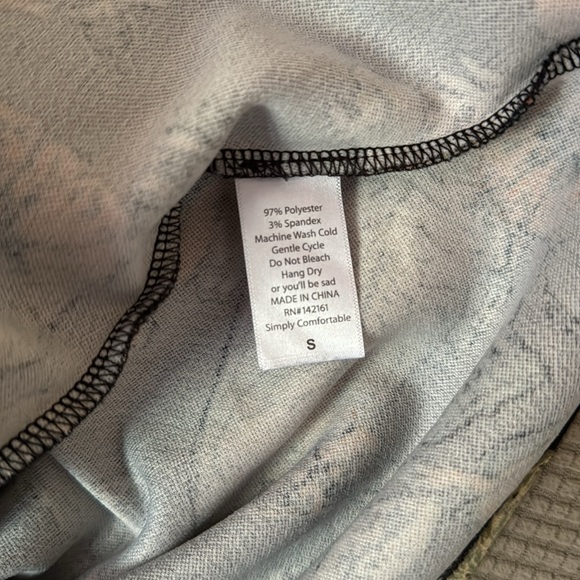 97% Polyester
3% Spandex
Machine Wash Cold
Gentle Cycle
Do Not Bleach
Hang Dry
or you'll be sad
MADE IN CHINA
RN#142161
Simply Comfortable
S